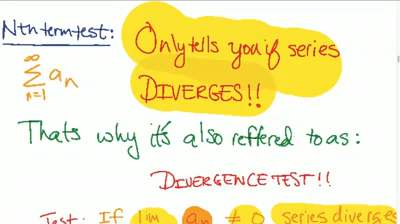 Nth term test: Only tells you if series
∞
∑ an
n=1
DIVERGES!!
Thats why it's also reffered to as:
DIVERGENCE TEST!!
Test: If lim an ≠ 0 series diverges